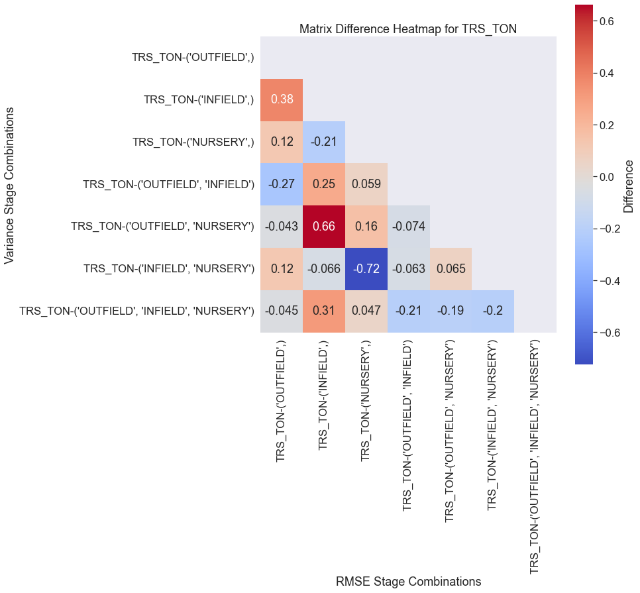 Matrix Difference Heatmap for TRS_TON
Variance Stage Combinations
TRS_TON-('OUTFIELD',)
TRS_TON-('INFIELD',) 0.38
TRS_TON-('NURSERY',) 0.12 -0.21
TRS_TON-('OUTFIELD', 'INFIELD') -0.27 0.25 0.059
TRS_TON-('OUTFIELD', 'NURSERY') -0.043 0.66 0.16 -0.074
TRS_TON-('INFIELD', 'NURSERY') 0.12 -0.066 -0.72 -0.063 0.065
TRS_TON-('OUTFIELD', 'INFIELD', 'NURSERY') -0.045 0.31 0.047 -0.21 -0.19 -0.2
TRS_TON-('OUTFIELD',)
TRS_TON-('INFIELD',)
TRS_TON-('NURSERY',)
TRS_TON-('OUTFIELD', 'INFIELD')
TRS_TON-('OUTFIELD', 'NURSERY')
TRS_TON-('INFIELD', 'NURSERY')
TRS_TON-('OUTFIELD', 'INFIELD', 'NURSERY')
RMSE Stage Combinations
0.6
0.4
0.2
0.0
-0.2
-0.4
-0.6
Difference